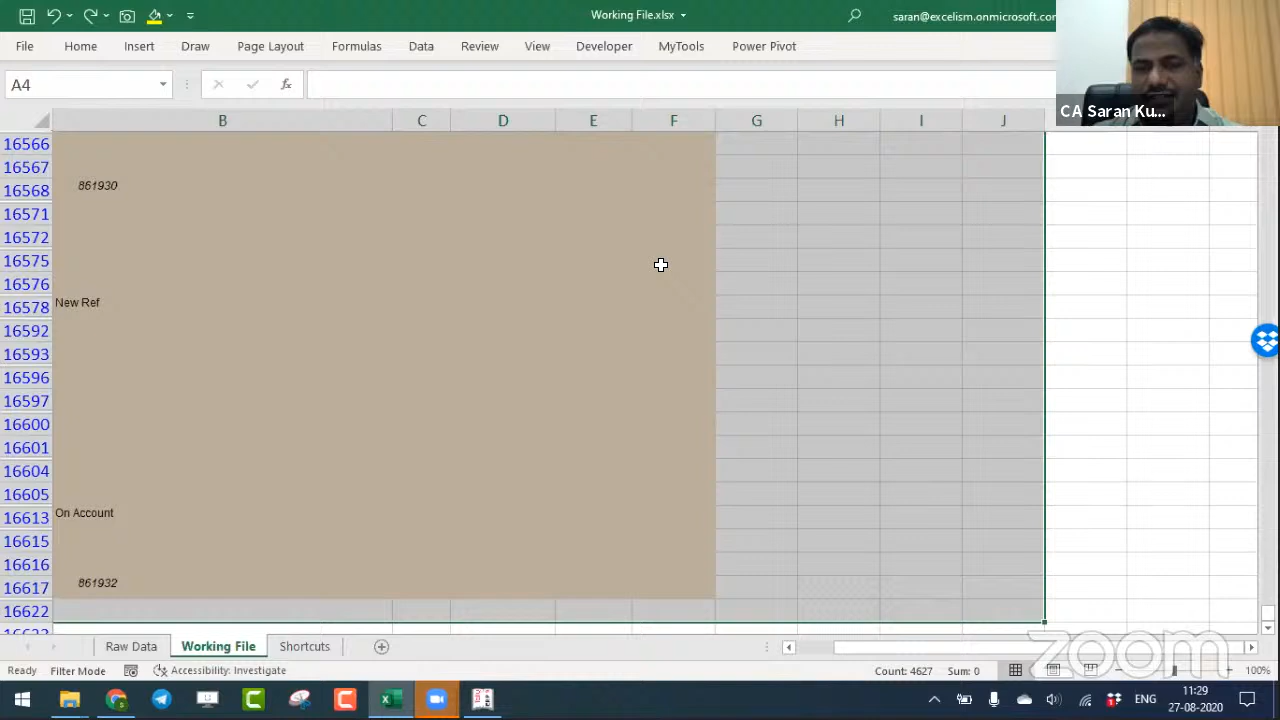 Working File.xlsx
saran@excelism.onmicrosoft.com
File Home Insert Draw Page Layout Formulas Data Review View Developer MyTools Power Pivot
CA Saran Ku...
A4
B C D E F G H I J
16566
16567
16568 861930
16571
16572
16575
16576
16578 New Ref
16592
16593
16596
16597
16600
16601
16604
16605
16613 On Account
16615
16616
16617 861932
16622
16623
Raw Data Working File Shortcuts
zoom
Ready Filter Mode Accessibility: Investigate Count: 4627 Sum: 0 100%
ENG 11:29
27-08-2020